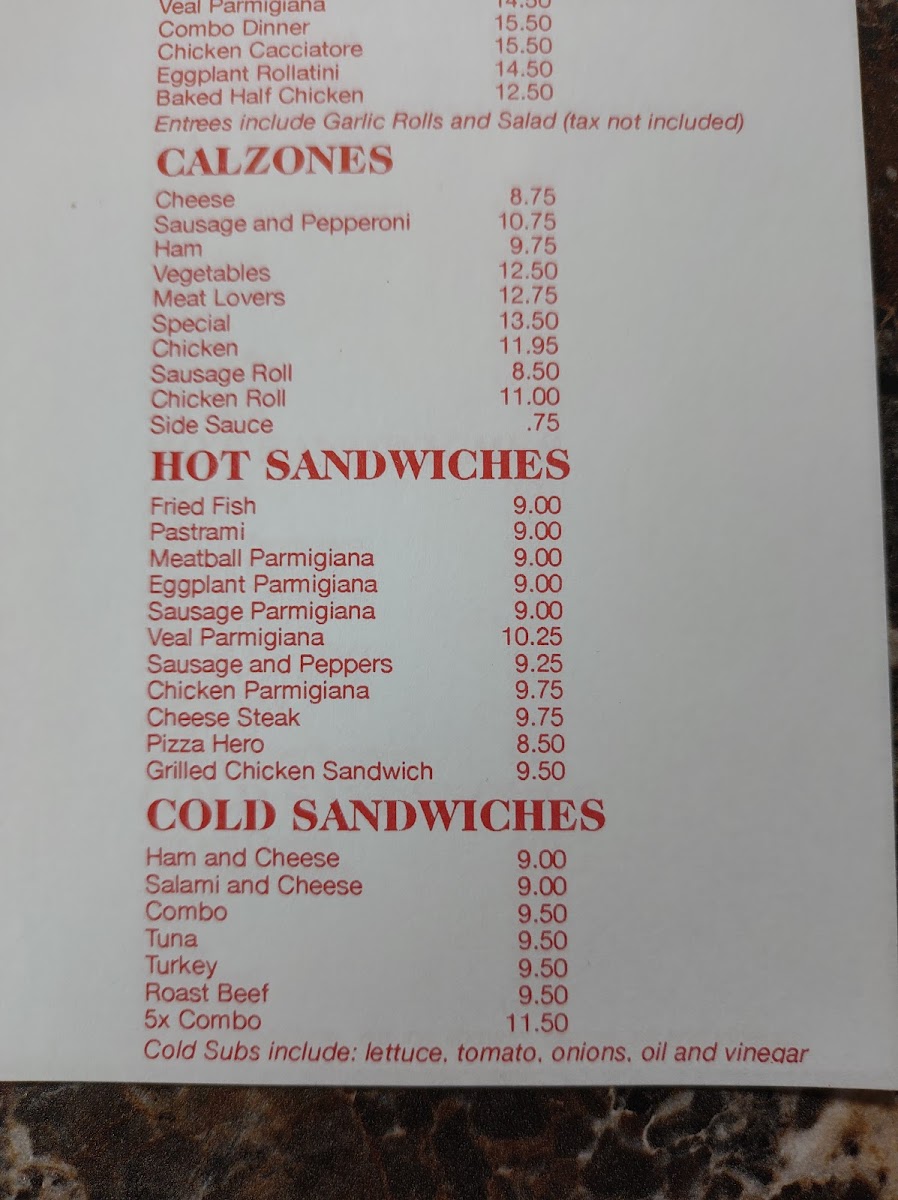 Veal Parmigiana 14.50
Combo Dinner 15.50
Chicken Cacciatore 15.50
Eggplant Rollatini 14.50
Baked Half Chicken 12.50
Entrees include Garlic Rolls and Salad (tax not included)
CALZONES
Cheese 8.75
Sausage and Pepperoni 10.75
Ham 9.75
Vegetables 12.50
Meat Lovers 12.75
Special 13.50
Chicken 11.95
Sausage Roll 8.50
Chicken Roll 11.00
Side Sauce .75
HOT SANDWICHES
Fried Fish 9.00
Pastrami 9.00
Meatball Parmigiana 9.00
Eggplant Parmigiana 9.00
Sausage Parmigiana 9.00
Veal Parmigiana 10.25
Sausage and Peppers 9.25
Chicken Parmigiana 9.75
Cheese Steak 9.75
Pizza Hero 8.50
Grilled Chicken Sandwich 9.50
COLD SANDWICHES
Ham and Cheese 9.00
Salami and Cheese 9.00
Combo 9.50
Tuna 9.50
Turkey 9.50
Roast Beef 9.50
5x Combo 11.50
Cold Subs include: lettuce, tomato, onions, oil and vinegar